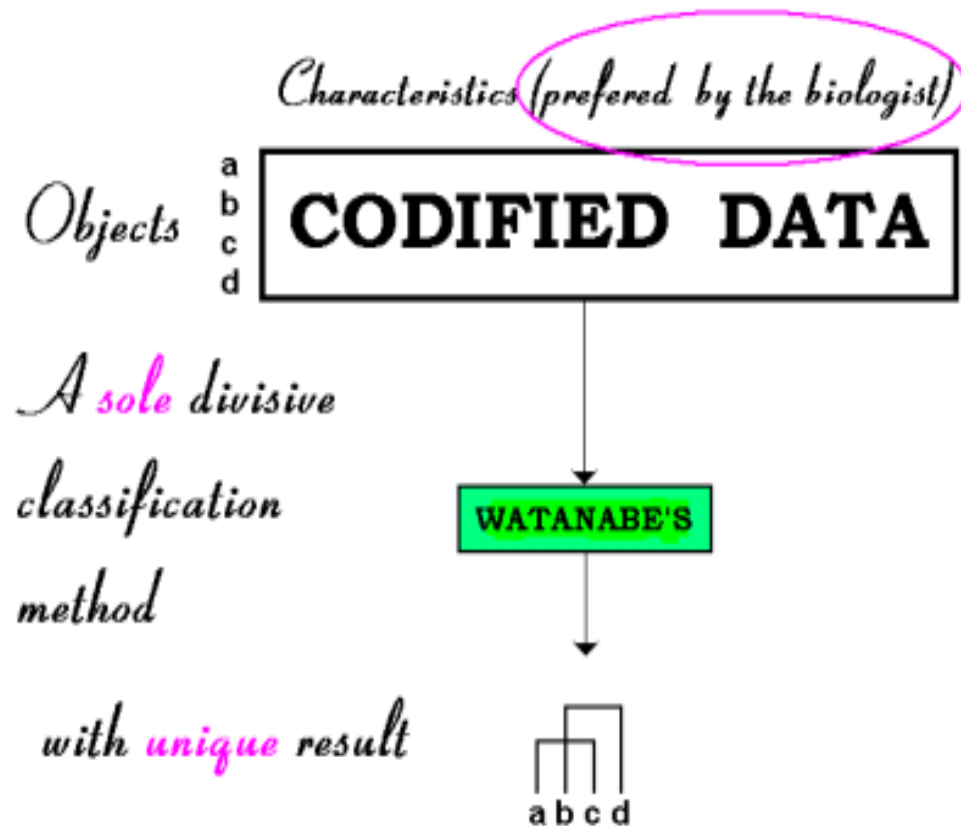 Characteristics (prefered by the biologist)
Objects
a
b
c
d
CODIFIED DATA
A sole divisive
classification
method
WATANABE'S
with unique result
a b c d